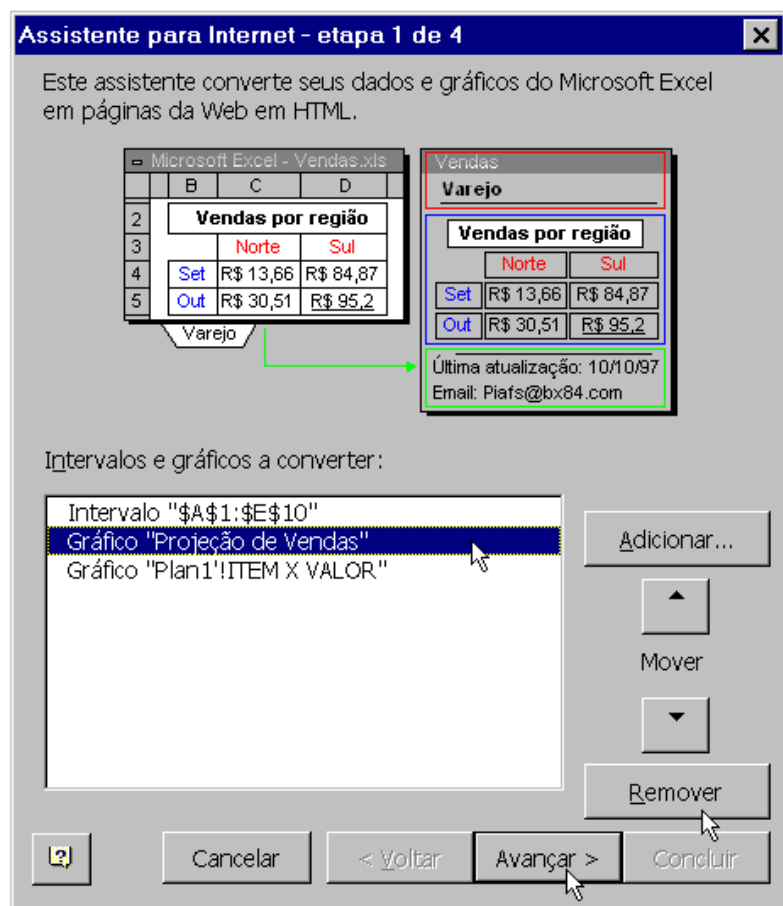 Assistente para Internet - etapa 1 de 4
Este assistente converte seus dados e gráficos do Microsoft Excel
em páginas da Web em HTML.
Microsoft Excel - Vendas.xls
B C D
2 Vendas por região
3 Norte Sul
4 Set R$ 13,66 R$ 84,87
5 Out R$ 30,51 R$ 95,2
Varejo
Vendas
Varejo
Vendas por região
Norte Sul
Set R$ 13,66 R$ 84,87
Out R$ 30,51 R$ 95,2
Última atualização: 10/10/97
Email: Piafs@bx84.com
Intervalos e gráficos a converter:
Intervalo "$A$1:$E$10"
Gráfico "Projeção de Vendas"
Gráfico "Plan1'!ITEM X VALOR"
Adicionar...
Mover
Remover
Cancelar
< Voltar
Avançar >
Concluir